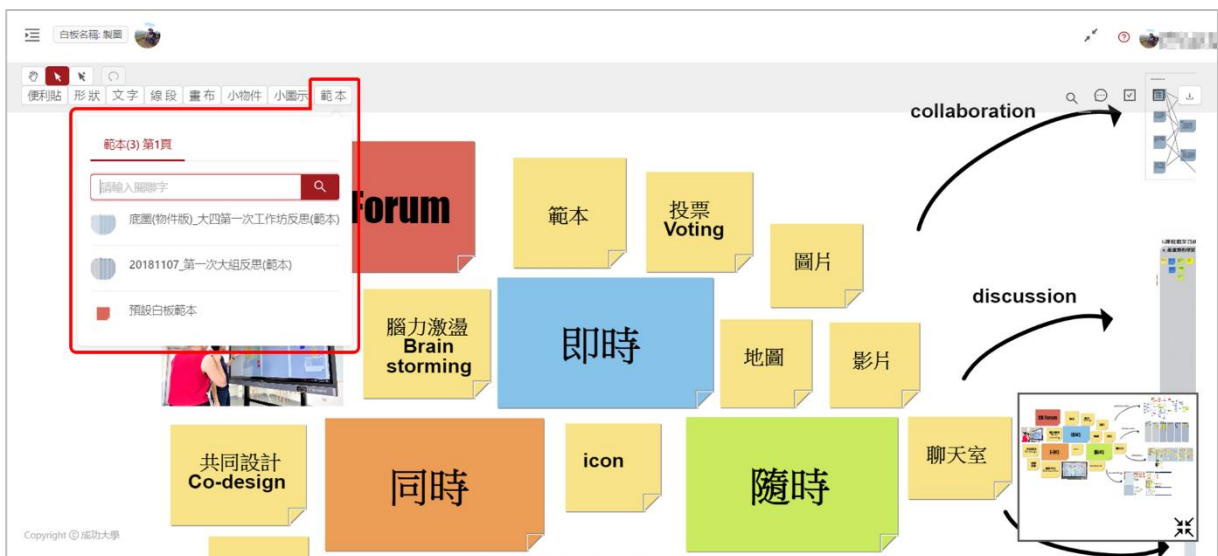 白板名稱: 製圖
便利貼 形狀 文字 線段 畫布 小物件 小圖示 範本
範本(3) 第1頁
請輸入關聯字
底圖(物件版)_大四第一次工作坊反思(範本)
20181107_第一次大組反思(範本)
預設白板範本
collaboration
Forum
範本
投票
Voting
圖片
discussion
腦力激盪
Brain
storming
即時
地圖
影片
共同設計
Co-design
同時
icon
隨時
聊天室
Copyright © 成功大學